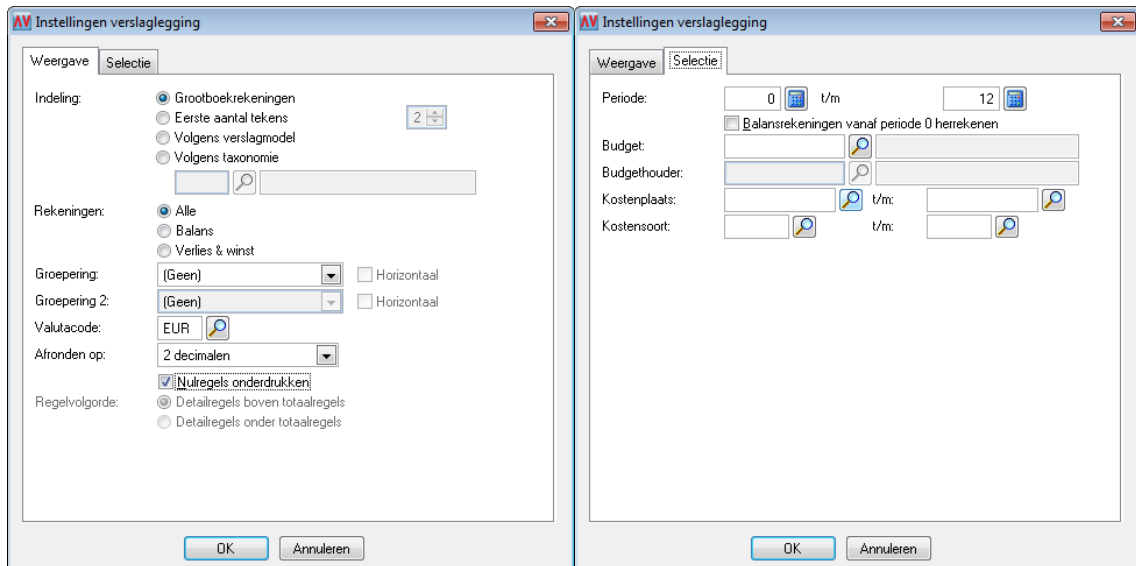 AV Instellingen verslaglegging
Weergave Selectie
Indeling: Grootboekrekeningen
Eerste aantal tekens 2
Volgens verslagmodel
Volgens taxonomie
Rekeningen: Alle
Balans
Verlies & winst
Groepering: (Geen) Horizontaal
Groepering 2: (Geen) Horizontaal
Valutacode: EUR
Afronden op: 2 decimalen
Nulregels onderdrukken
Regelvolgorde: Detailregels boven totaalregels
Detailregels onder totaalregels
OK Annuleren
AV Instellingen verslaglegging
Weergave Selectie
Periode: 0 t/m 12
Balansrekeningen vanaf periode 0 herrekenen
Budget:
Budgethouder:
Kostenplaats: t/m:
Kostensoort: t/m:
OK Annuleren